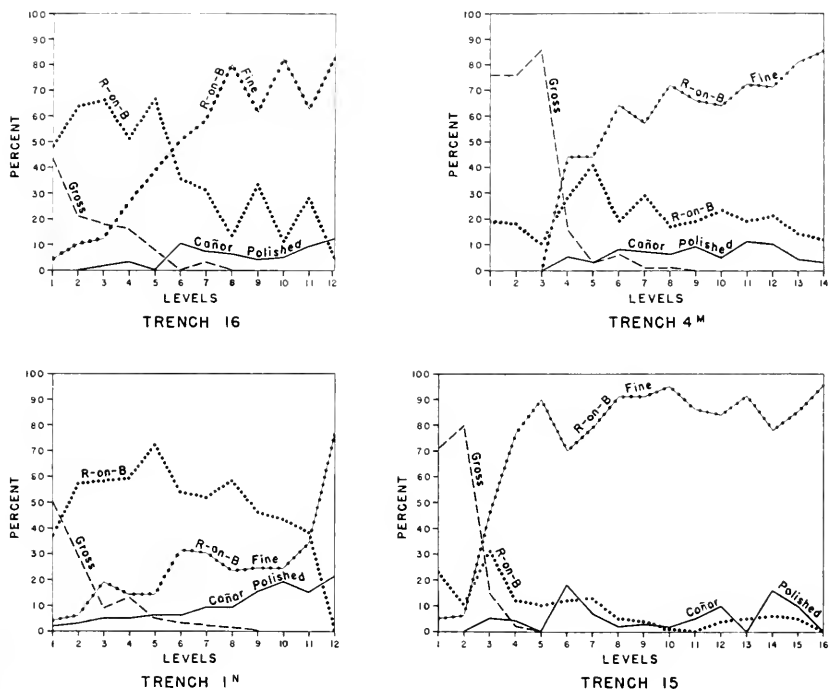 100
90
80
70
60
50
40
30
20
10
0
PERCENT
R-on-B
Gross
R-on-B Fine
Cañar Polished
1 2 3 4 5 6 7 8 9 10 11 12
LEVELS
TRENCH 16
100
90
80
70
60
50
40
30
20
10
0
PERCENT
Gross
R-on-B Fine
R-on-B
Cañar Polished
1 2 3 4 5 6 7 8 9 10 11 12 13 14
LEVELS
TRENCH 4ᴹ
100
90
80
70
60
50
40
30
20
10
0
PERCENT
R-on-B
Gross
R-on-B Fine
Cañar Polished
1 2 3 4 5 6 7 8 9 10 11 12
LEVELS
TRENCH 1ᴺ
100
90
80
70
60
50
40
30
20
10
0
PERCENT
Gross
R-on-B Fine
R-on-B
Cañar Polished
1 2 3 4 5 6 7 8 9 10 11 12 13 14 15 16
LEVELS
TRENCH 15